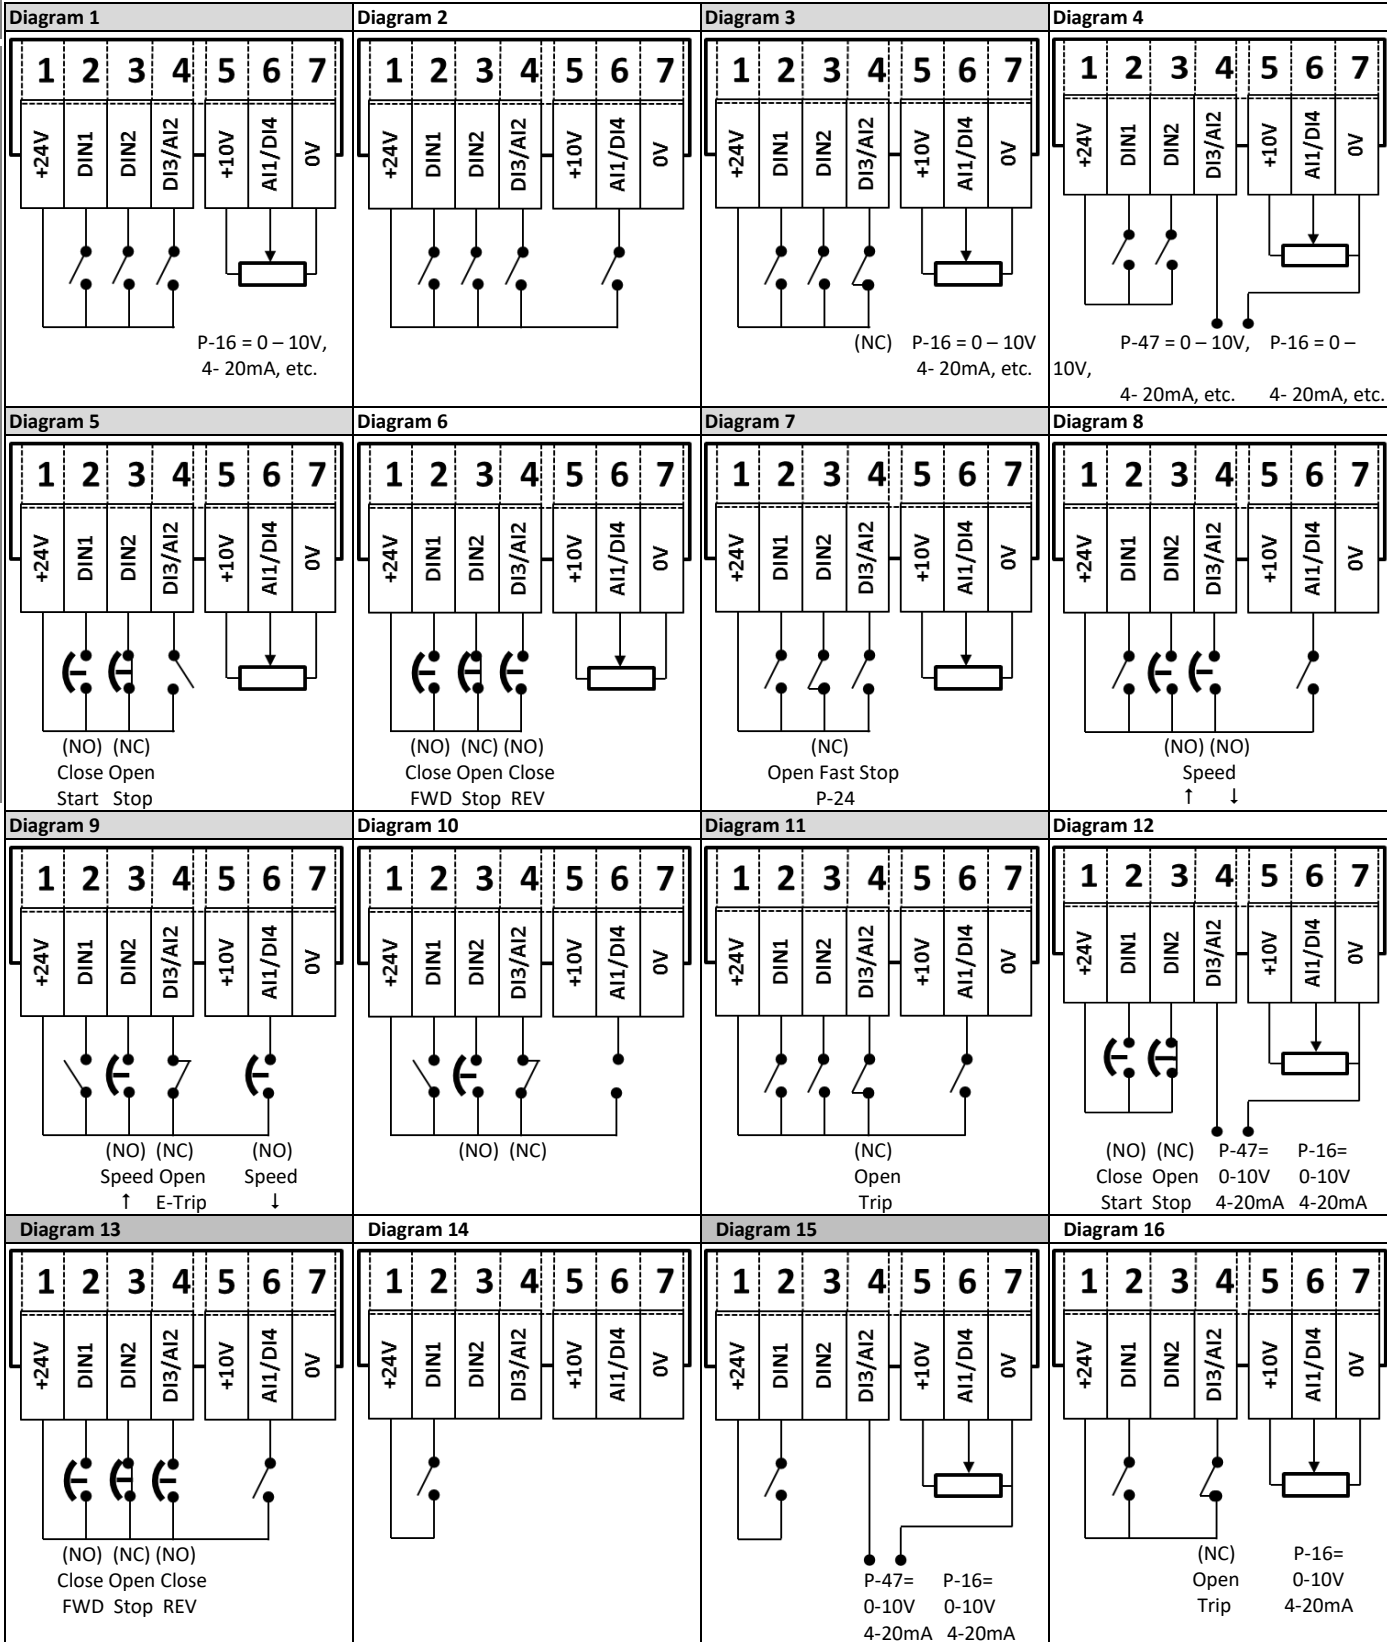 Diagram 1
1 2 3 4 5 6 7
+24V DIN1 DIN2 DI3/AI2 +10V AI1/DI4 0V
P-16 = 0 – 10V,
4- 20mA, etc.
Diagram 2
1 2 3 4 5 6 7
+24V DIN1 DIN2 DI3/AI2 +10V AI1/DI4 0V
Diagram 3
1 2 3 4 5 6 7
+24V DIN1 DIN2 DI3/AI2 +10V AI1/DI4 0V
(NC) P-16 = 0 – 10V
4- 20mA, etc.
Diagram 4
1 2 3 4 5 6 7
+24V DIN1 DIN2 DI3/AI2 +10V AI1/DI4 0V
P-47 = 0 – 10V, P-16 = 0 –
10V,
4- 20mA, etc. 4- 20mA, etc.
Diagram 5
1 2 3 4 5 6 7
+24V DIN1 DIN2 DI3/AI2 +10V AI1/DI4 0V
(NO) (NC)
Close Open
Start Stop
Diagram 6
1 2 3 4 5 6 7
+24V DIN1 DIN2 DI3/AI2 +10V AI1/DI4 0V
(NO) (NC) (NO)
Close Open Close
FWD Stop REV
Diagram 7
1 2 3 4 5 6 7
+24V DIN1 DIN2 DI3/AI2 +10V AI1/DI4 0V
(NC)
Open Fast Stop
P-24
Diagram 8
1 2 3 4 5 6 7
+24V DIN1 DIN2 DI3/AI2 +10V AI1/DI4 0V
(NO) (NO)
Speed
↑ ↓
Diagram 9
1 2 3 4 5 6 7
+24V DIN1 DIN2 DI3/AI2 +10V AI1/DI4 0V
(NO) (NC) (NO)
Speed Open Speed
↑ E-Trip ↓
Diagram 10
1 2 3 4 5 6 7
+24V DIN1 DIN2 DI3/AI2 +10V AI1/DI4 0V
(NO) (NC)
Diagram 11
1 2 3 4 5 6 7
+24V DIN1 DIN2 DI3/AI2 +10V AI1/DI4 0V
(NC)
Open
Trip
Diagram 12
1 2 3 4 5 6 7
+24V DIN1 DIN2 DI3/AI2 +10V AI1/DI4 0V
(NO) (NC) P-47= P-16=
Close Open 0-10V 0-10V
Start Stop 4-20mA 4-20mA
Diagram 13
1 2 3 4 5 6 7
+24V DIN1 DIN2 DI3/AI2 +10V AI1/DI4 0V
(NO) (NC) (NO)
Close Open Close
FWD Stop REV
Diagram 14
1 2 3 4 5 6 7
+24V DIN1 DIN2 DI3/AI2 +10V AI1/DI4 0V
Diagram 15
1 2 3 4 5 6 7
+24V DIN1 DIN2 DI3/AI2 +10V AI1/DI4 0V
P-47= P-16=
0-10V 0-10V
4-20mA 4-20mA
Diagram 16
1 2 3 4 5 6 7
+24V DIN1 DIN2 DI3/AI2 +10V AI1/DI4 0V
(NC) P-16=
Open 0-10V
Trip 4-20mA